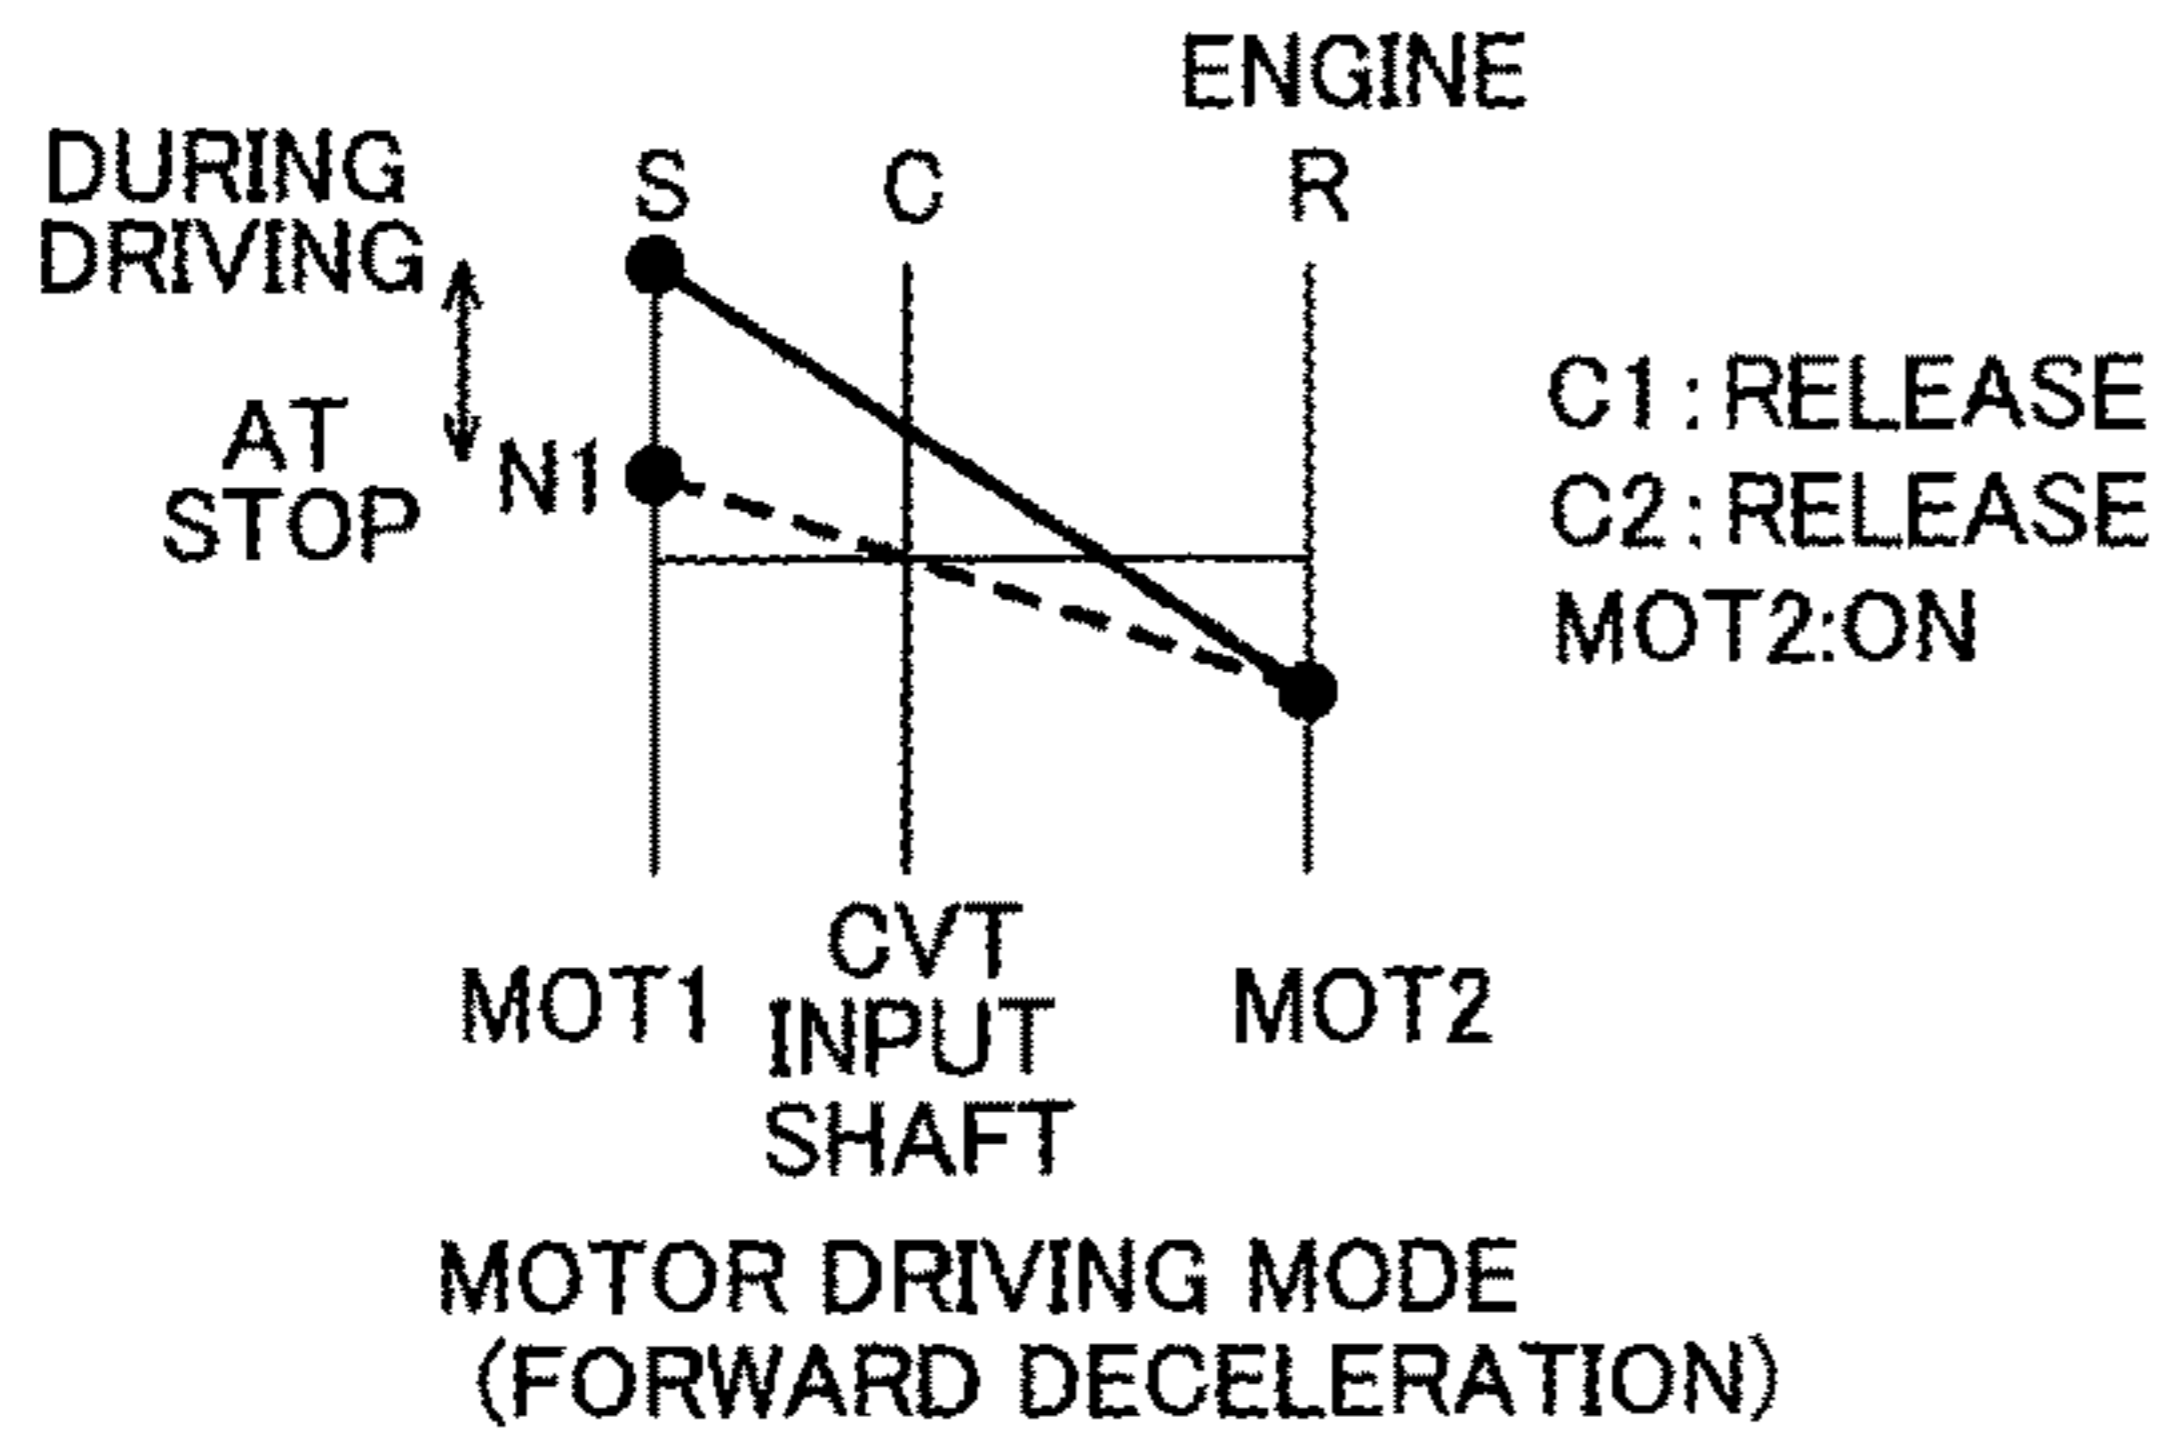 ENGINE
DURING
DRIVING
S
C
R
AT
STOP
N1
C1: RELEASE
C2: RELEASE
MOT2:ON
MOT1
CVT
INPUT
SHAFT
MOT2
MOTOR DRIVING MODE
(FORWARD DECELERATION)